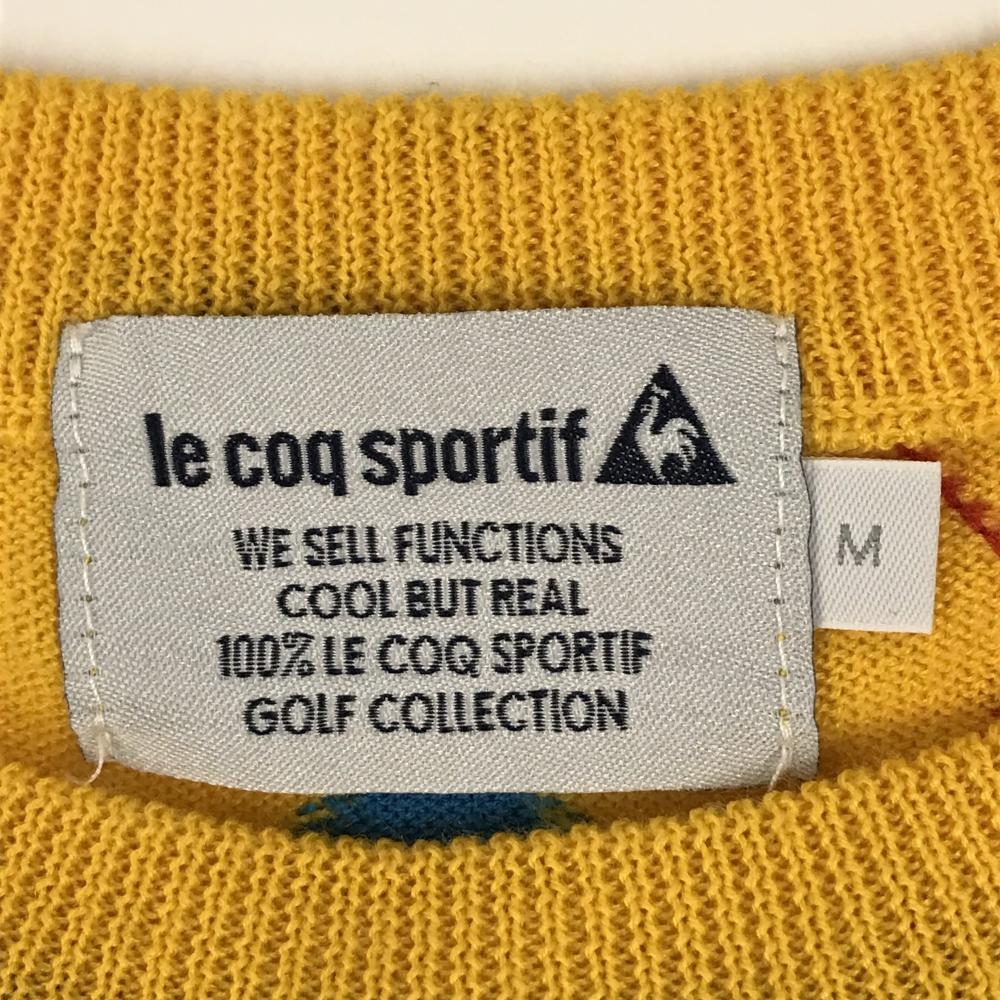 le coq sportif
WE SELL FUNCTIONS
COOL BUT REAL
100% LE COQ SPORTIF
GOLF COLLECTION
M